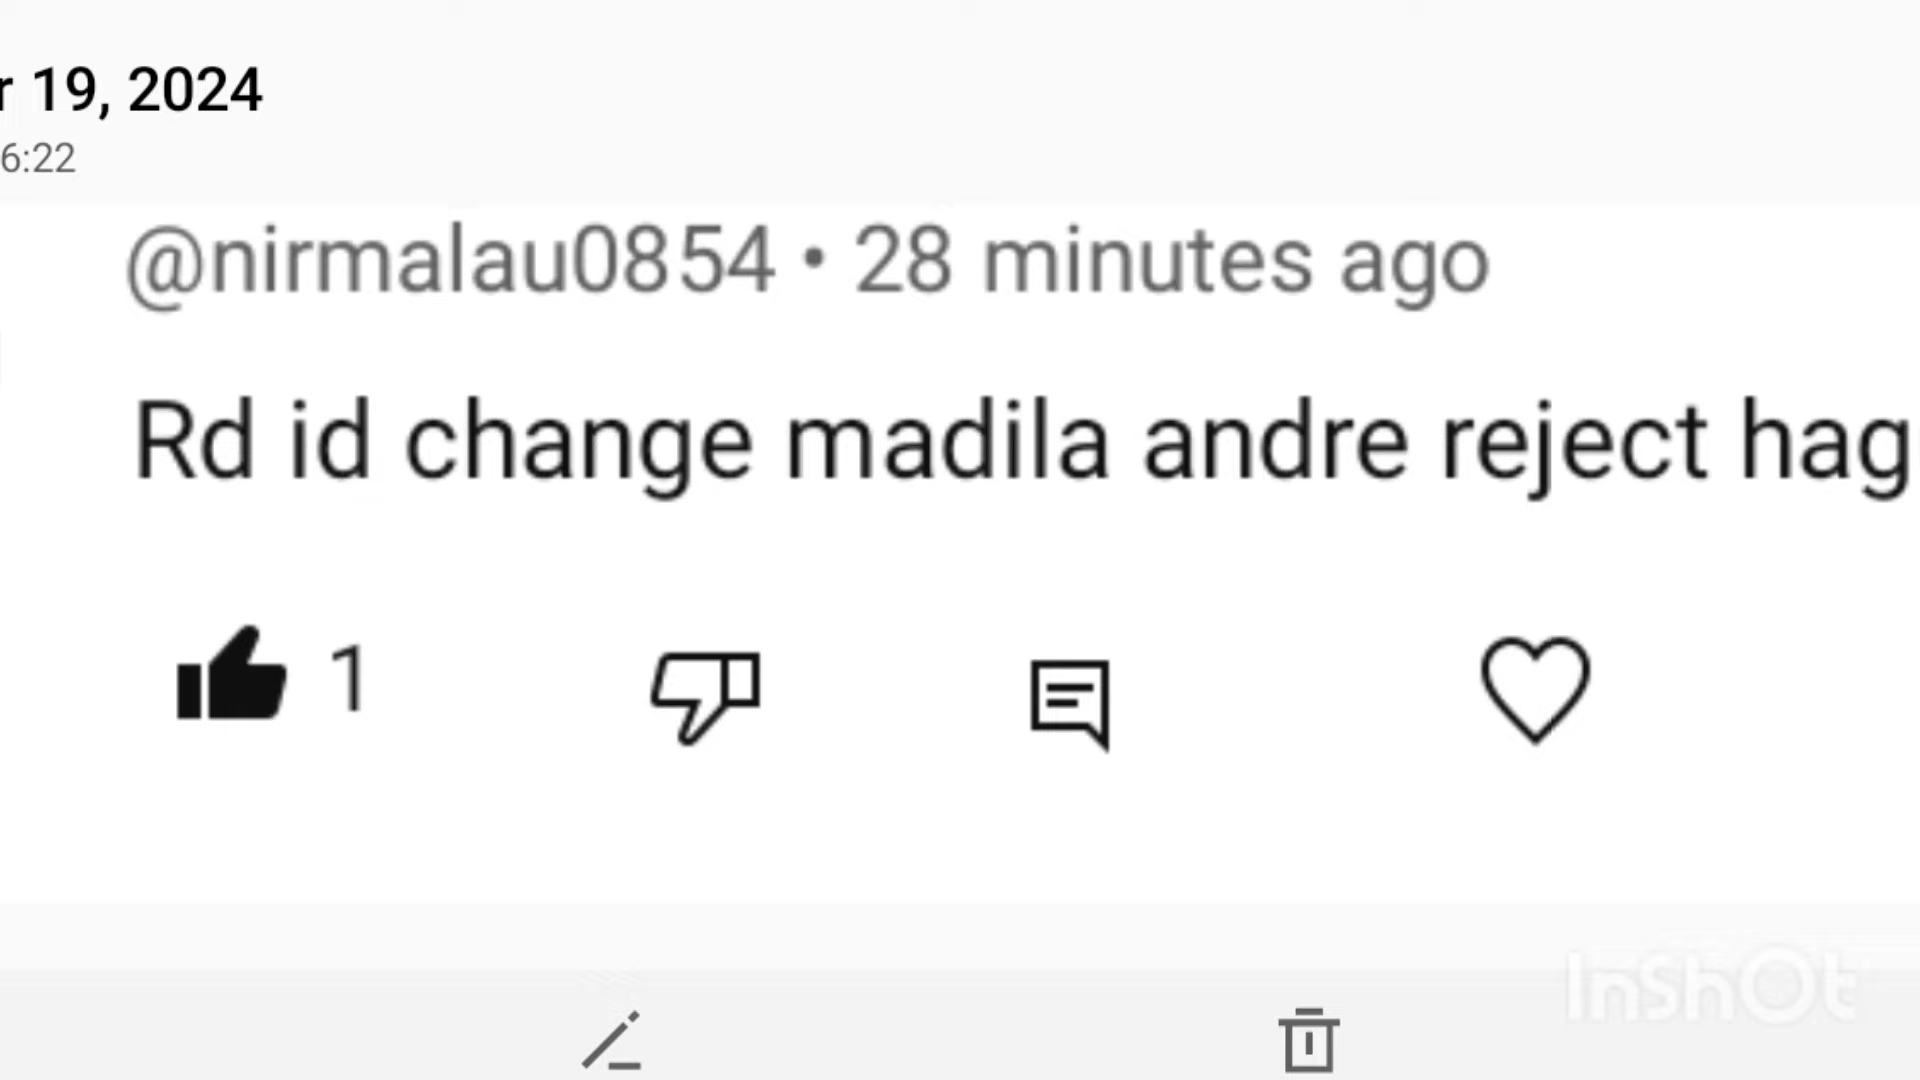 r 19, 2024
6:22
@nirmalau0854 • 28 minutes ago
Rd id change madila andre reject hag
1
InShOt